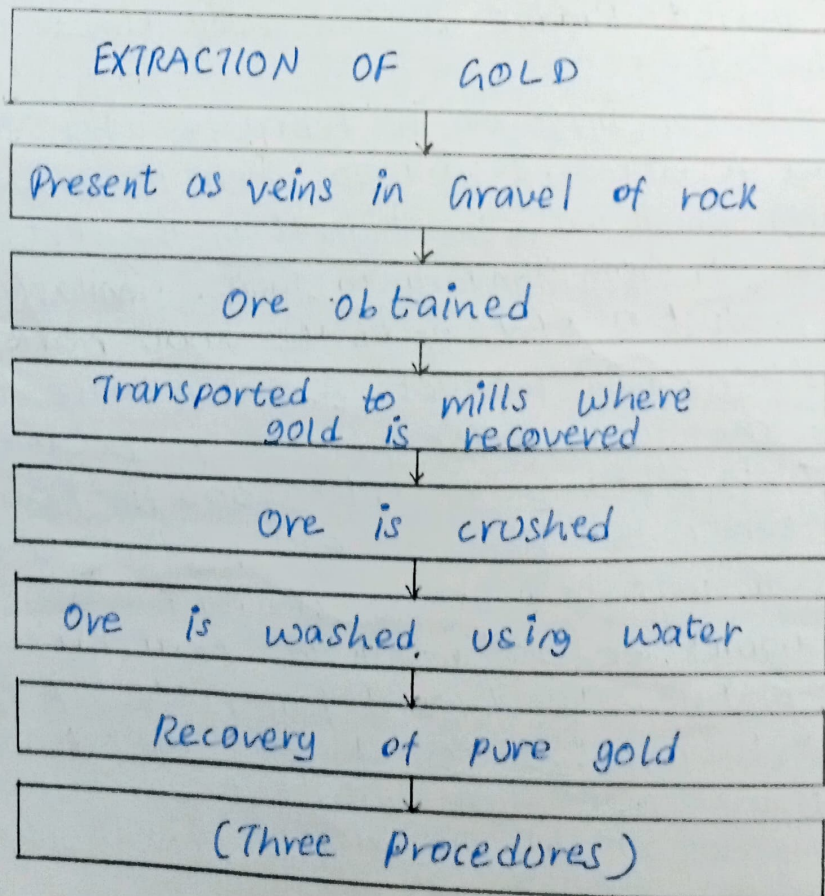 EXTRACTION OF GOLD
Present as veins in Gravel of rock
Ore obtained
Transported to mills where
gold is recovered
Ore is crushed
Ore is washed using water
Recovery of pure gold
(Three Procedures)